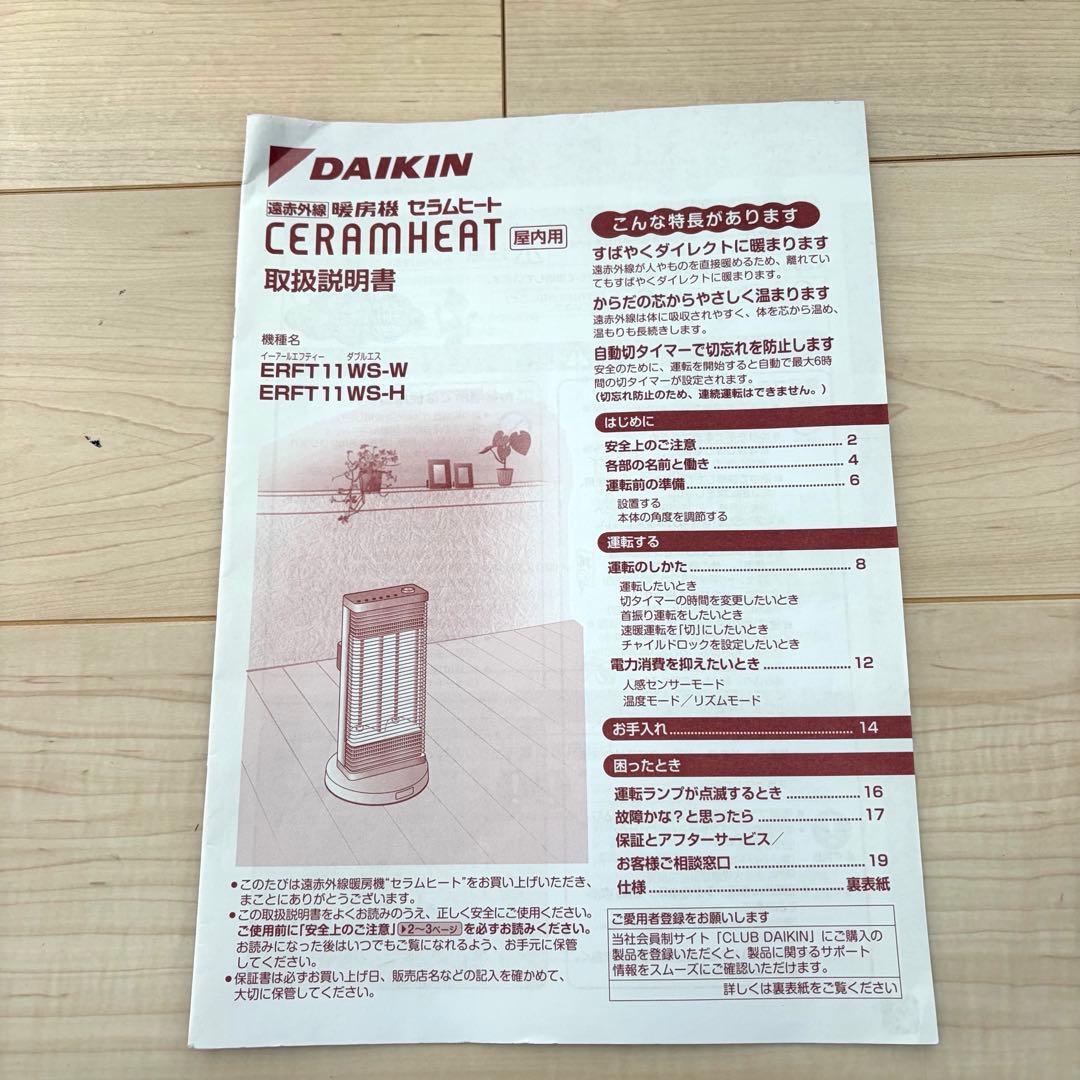 DAIKIN
遠赤外線 暖房機 セラムヒート
CERAMHEAT 屋内用
取扱説明書
機種名
イーアールエフティー ダブルエス
ERFT11WS-W
ERFT11WS-H
●このたびは遠赤外線暖房機“セラムヒート”をお買い上げいただき、
まことにありがとうございます。
●この取扱説明書をよくお読みのうえ、正しく安全にご使用ください。
ご使用前に「安全上のご注意」▶2〜3ページを必ずお読みください。
お読みになった後はいつでもご覧になれるよう、お手元に保管
してください。
●保証書は必ずお買い上げ日、販売店名などの記入を確かめて、
大切に保管してください。
こんな特長があります
すばやくダイレクトに暖まります
遠赤外線が人やものを直接暖めるため、離れてい
てもすばやくダイレクトに暖まります。
からだの芯からやさしく温まります
遠赤外線は体に吸収されやすく、体を芯から温め、
温もりも長続きします。
自動切タイマーで切忘れを防止します
安全のために、運転を開始すると自動で最大6時
間の切タイマーが設定されます。
(切忘れ防止のため、連続運転はできません。)
はじめに
安全上のご注意 2
各部の名前と働き 4
運転前の準備 6
設置する
本体の角度を調節する
運転する
運転のしかた 8
運転したいとき
切タイマーの時間を変更したいとき
首振り運転をしたいとき
速暖運転を「切」にしたいとき
チャイルドロックを設定したいとき
電力消費を抑えたいとき 12
人感センサーモード
温度モード／リズムモード
お手入れ 14
困ったとき
運転ランプが点滅するとき 16
故障かな？と思ったら 17
保証とアフターサービス／
お客様ご相談窓口 19
仕様 裏表紙
ご愛用者登録をお願いします
当社会員制サイト「CLUB DAIKIN」にご購入の
製品を登録いただくと、製品に関するサポート
情報をスムーズにご確認いただけます。
詳しくは裏表紙をご覧ください